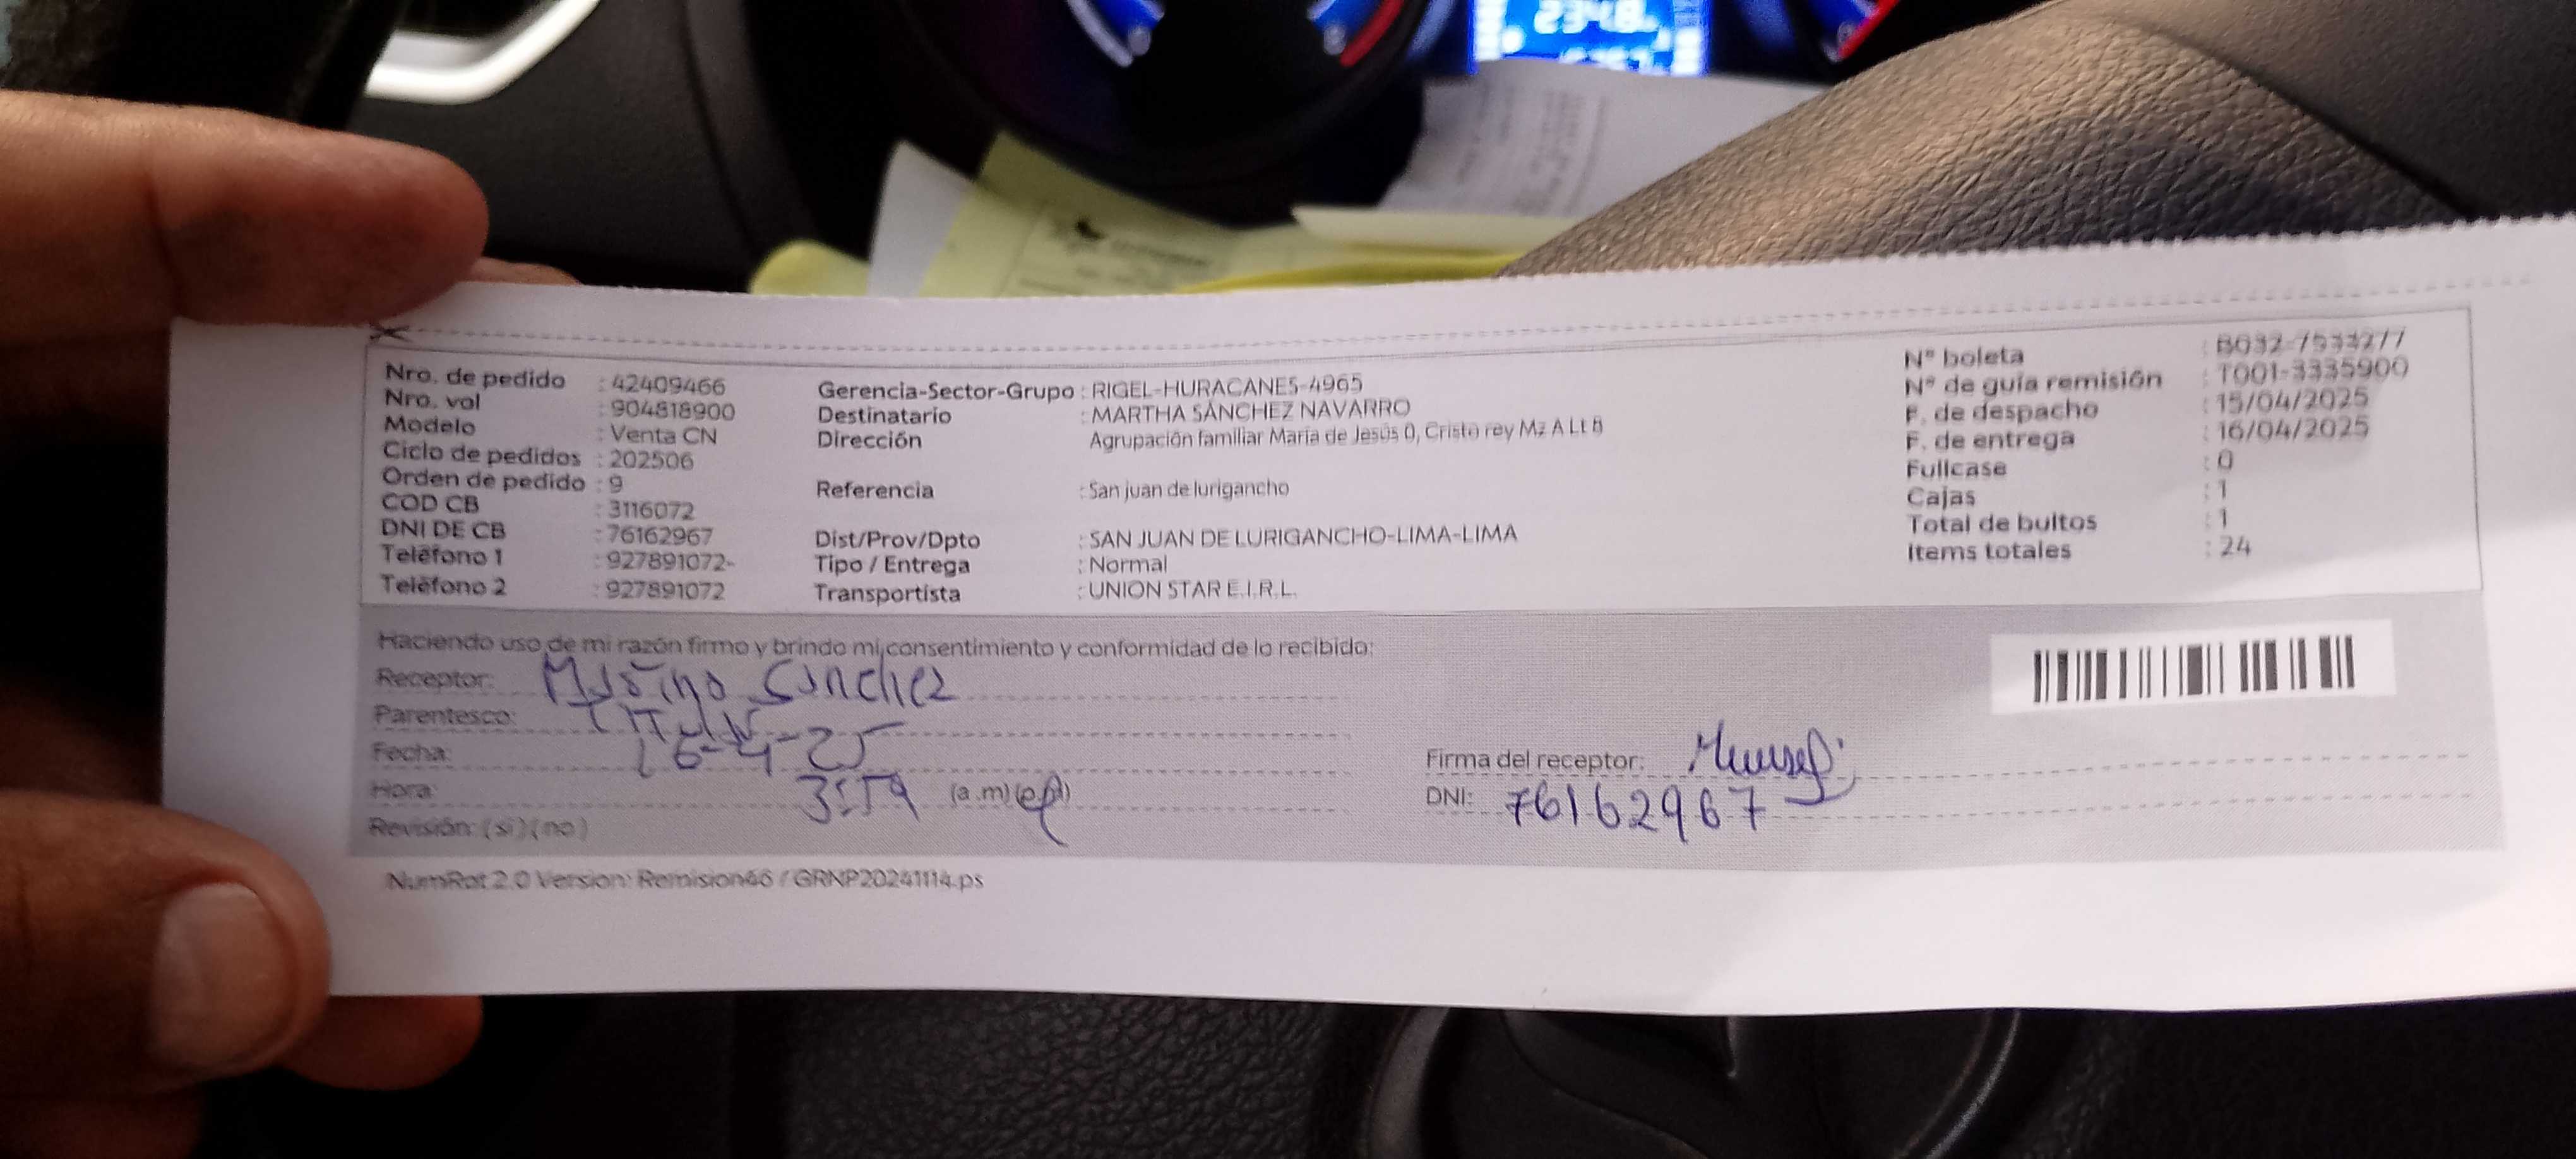 2348
Nro. de pedido : 42409466
Nro. vol : 904818900
Modelo : Venta CN
Ciclo de pedidos : 202506
Orden de pedido : 9
COD CB : 3116072
DNI DE CB : 76162967
Teléfono 1 : 927891072-
Teléfono 2 : 927891072
Gerencia-Sector-Grupo : RIGEL-HURACANES-4965
Destinatario : MARTHA SÁNCHEZ NAVARRO
Dirección Agrupación familiar María de Jesús 0, Cristo rey Mz A Lt 8
Referencia : San juan de lurigancho
Dist/Prov/Dpto : SAN JUAN DE LURIGANCHO-LIMA-LIMA
Tipo / Entrega : Normal
Transportista : UNION STAR E.I.R.L.
N° boleta : B032-7533277
N° de guía remisión : T001-3335900
F. de despacho : 15/04/2025
F. de entrega : 16/04/2025
Fullcase : 0
Cajas : 1
Total de bultos : 1
Items totales : 24
Haciendo uso de mi razón firmo y brindo mi consentimiento y conformidad de lo recibido:
Receptor: Sanchez
Parentesco:
Fecha: 16-4-25
Hora: 3:59 (a.m)
Revisión: (si) (no)
Firma del receptor:
DNI: 76162967
NumRot 2.0 Version: Remision46 / GRNP20241114.ps